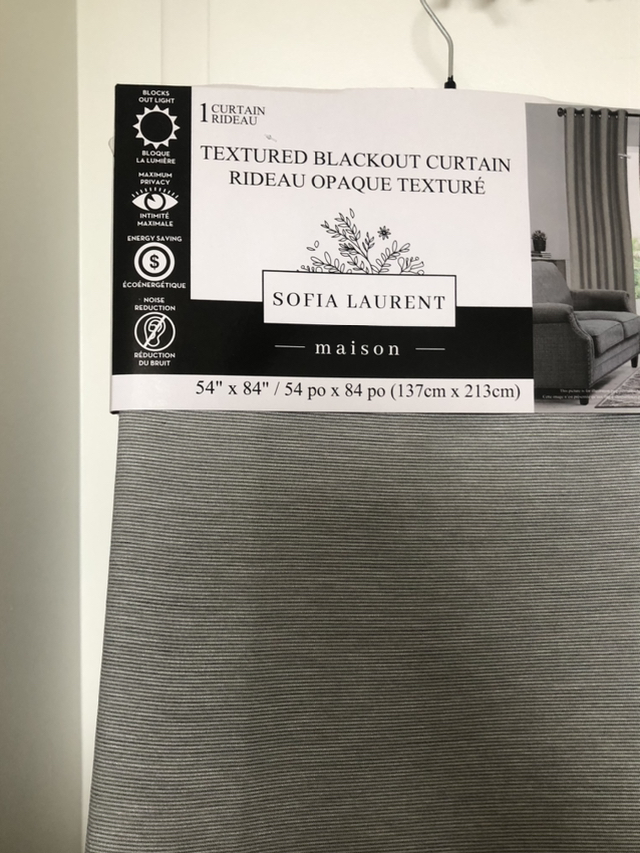 BLOCKS
OUT LIGHT
BLOQUE
LA LUMIÈRE
MAXIMUM
PRIVACY
INTIMITÉ
MAXIMALE
ENERGY SAVING
$
ÉCOÉNERGÉTIQUE
NOISE
REDUCTION
RÉDUCTION
DU BRUIT
1 CURTAIN
RIDEAU
TEXTURED BLACKOUT CURTAIN
RIDEAU OPAQUE TEXTURÉ
SOFIA LAURENT
maison
54" x 84" / 54 po x 84 po (137cm x 213cm)